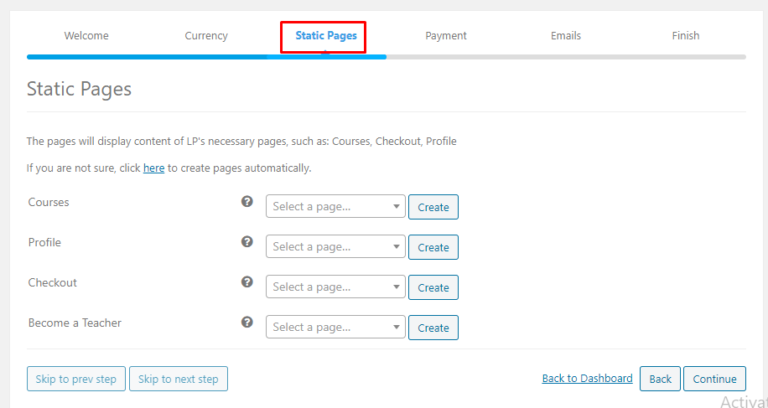 Welcome Currency Static Pages Payment Emails Finish
Static Pages
The pages will display content of LP's necessary pages, such as: Courses, Checkout, Profile
If you are not sure, click here to create pages automatically.
Courses ? Select a page... Create
Profile ? Select a page... Create
Checkout ? Select a page... Create
Become a Teacher ? Select a page... Create
Skip to prev step Skip to next step Back to Dashboard Back Continue
Activat